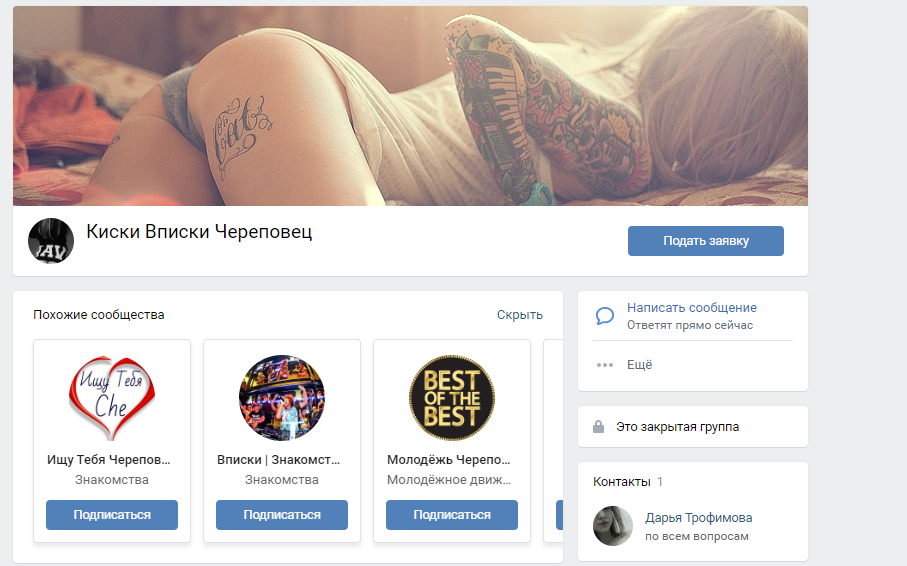 fat
Киски Вписки Череповец
Подать заявку
Похожие сообщества
Скрыть
Ищу Тебя
Che
BEST
OF THE
BEST
Ищу Тебя Черепов...
Вписки | Знакомст...
Молодёжь Черепо...
Знакомства
Знакомства
Молодёжное движ...
Подписаться
Подписаться
Подписаться
Написать сообщение
Ответят прямо сейчас
Ещё
Это закрытая группа
Контакты 1
Дарья Трофимова
по всем вопросам